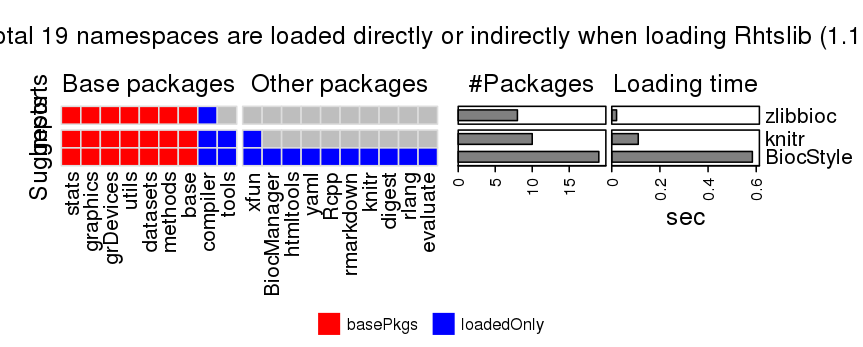 otal 19 namespaces are loaded directly or indirectly when loading Rhtslib (1.1
Base packages
Other packages
#Packages
Loading time
Imports
Suggests
zlibbioc
knitr
BiocStyle
stats
graphics
grDevices
utils
datasets
methods
base
compiler
tools
xfun
BiocManager
htmltools
yaml
Rcpp
rmarkdown
knitr
digest
rlang
evaluate
0 5 10 15
0 0.2 0.4 0.6
sec
basePkgs
loadedOnly